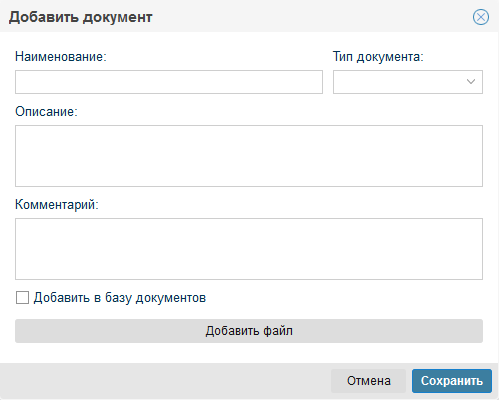 Добавить документ
Наименование: Тип документа:
Описание:
Комментарий:
Добавить в базу документов
Добавить файл
Отмена Сохранить